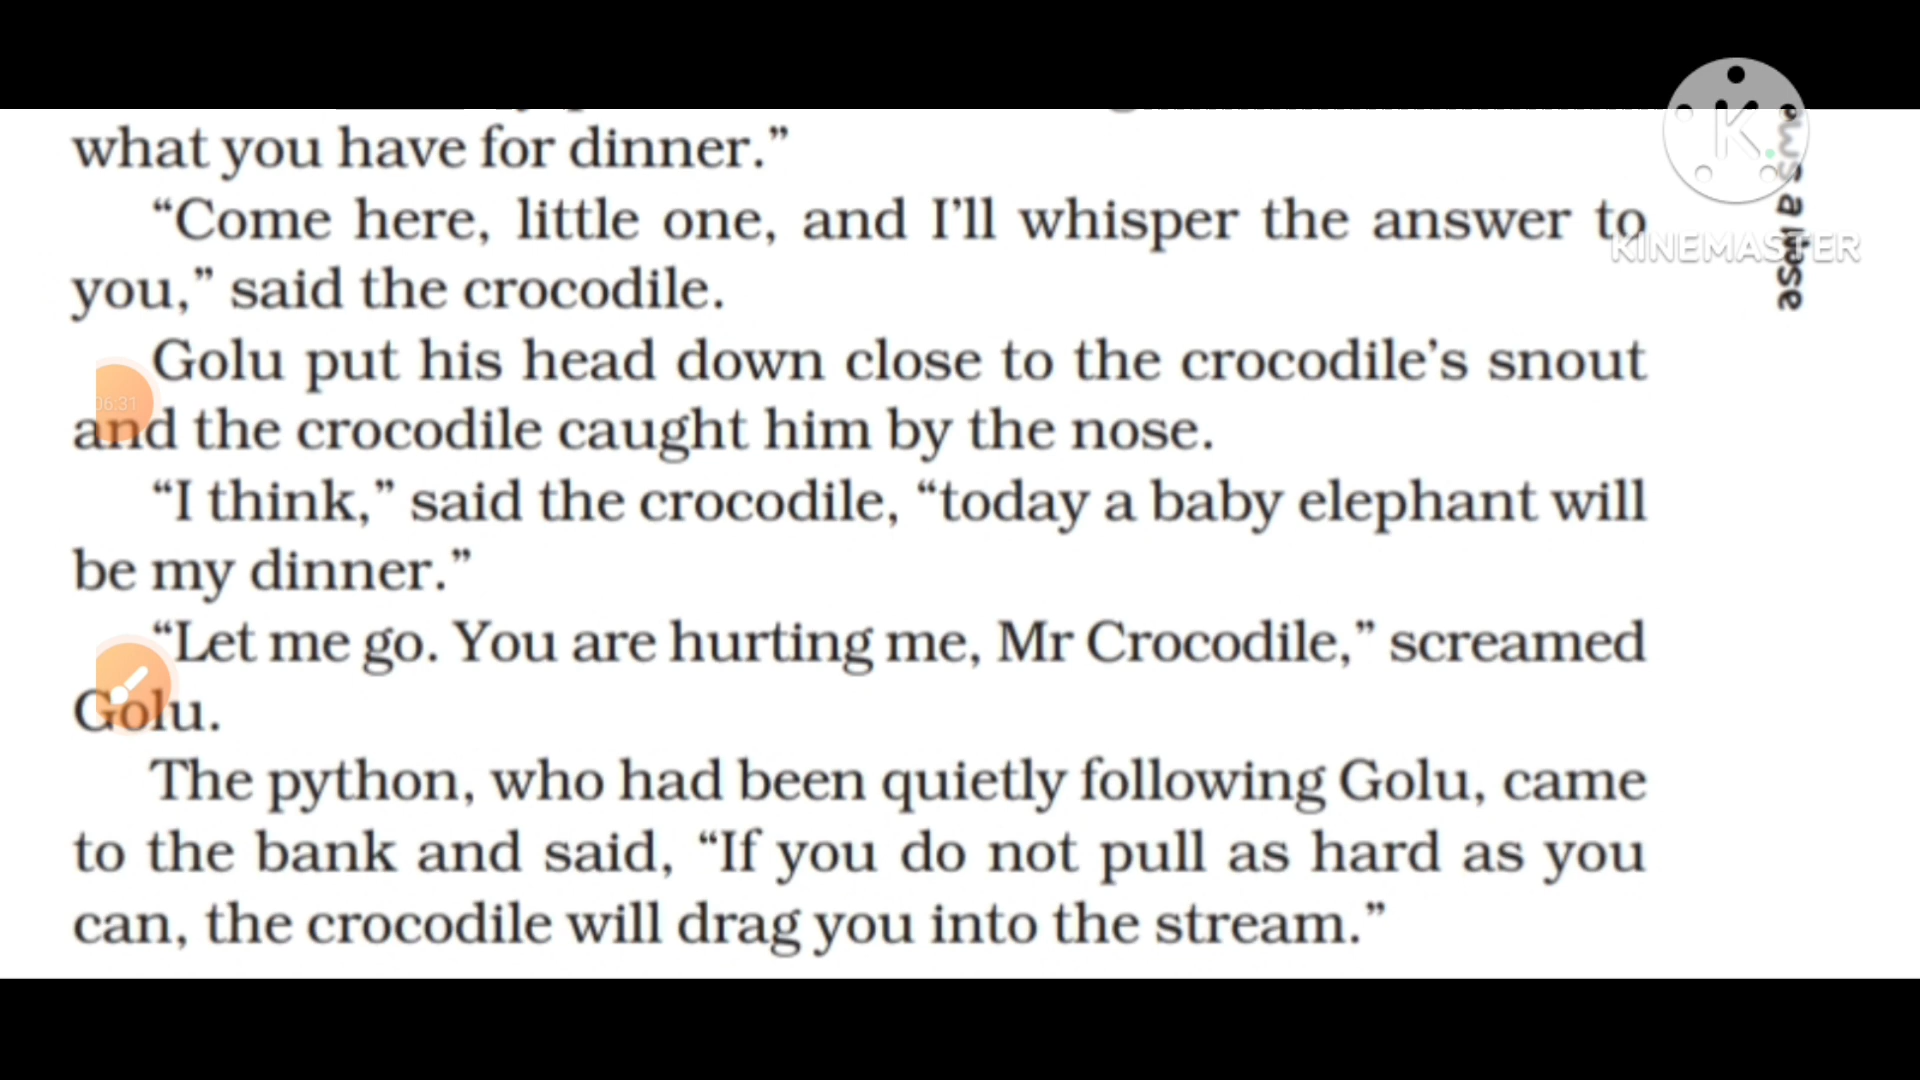 what you have for dinner.”
“Come here, little one, and I’ll whisper the answer to
you,” said the crocodile.
Golu put his head down close to the crocodile’s snout
and the crocodile caught him by the nose.
“I think,” said the crocodile, “today a baby elephant will
be my dinner.”
“Let me go. You are hurting me, Mr Crocodile,” screamed
Golu.
The python, who had been quietly following Golu, came
to the bank and said, “If you do not pull as hard as you
can, the crocodile will drag you into the stream.”
06:31
K
KINEMASTER